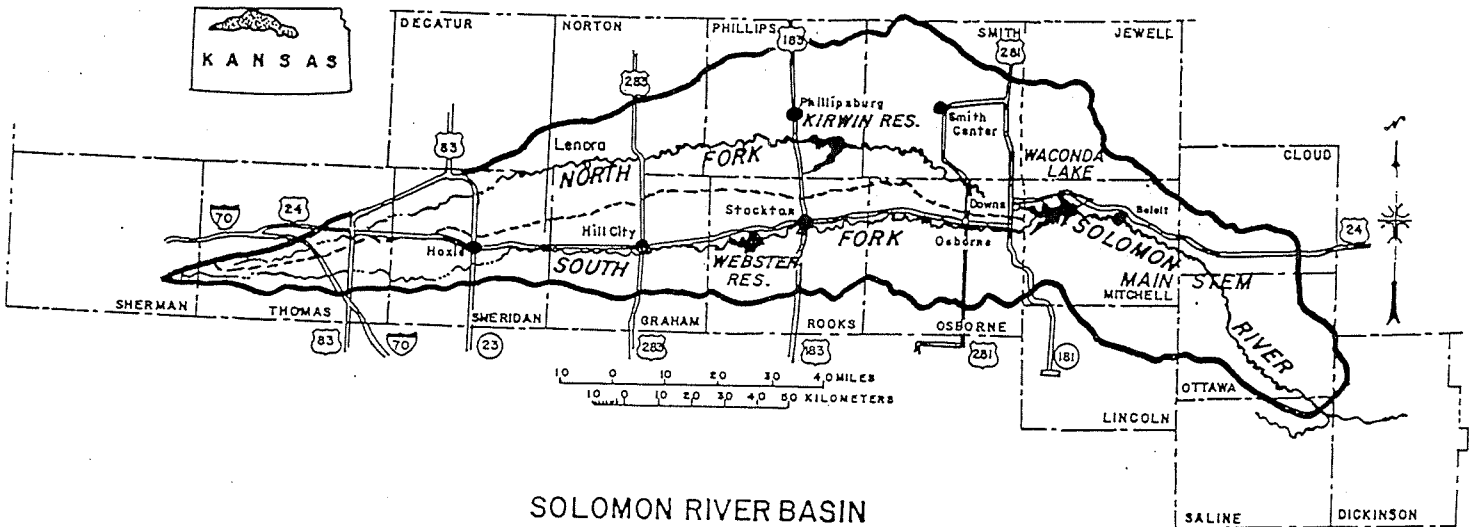 KANSAS
DECATUR
NORTON
PHILLIPS
SMITH
JEWELL
183
281
283
Phillipsburg
KIRWIN RES.
Smith
Center
83
Lenora
NORTH FORK
WACONDA
LAKE
CLOUD
N
70
24
Stockton
Downs
Beloit
24
Hoxie
Hill City
SOUTH FORK
Osborne
WEBSTER
RES.
SOLOMON
MAIN STEM
MITCHELL
RIVER
SHERMAN
THOMAS
SHERIDAN
GRAHAM
ROOKS
OSBORNE
83
70
23
283
183
281
181
10 0 10 20 30 40 MILES
10 0 10 20 30 40 50 KILOMETERS
OTTAWA
LINCOLN
SOLOMON RIVER BASIN
SALINE
DICKINSON